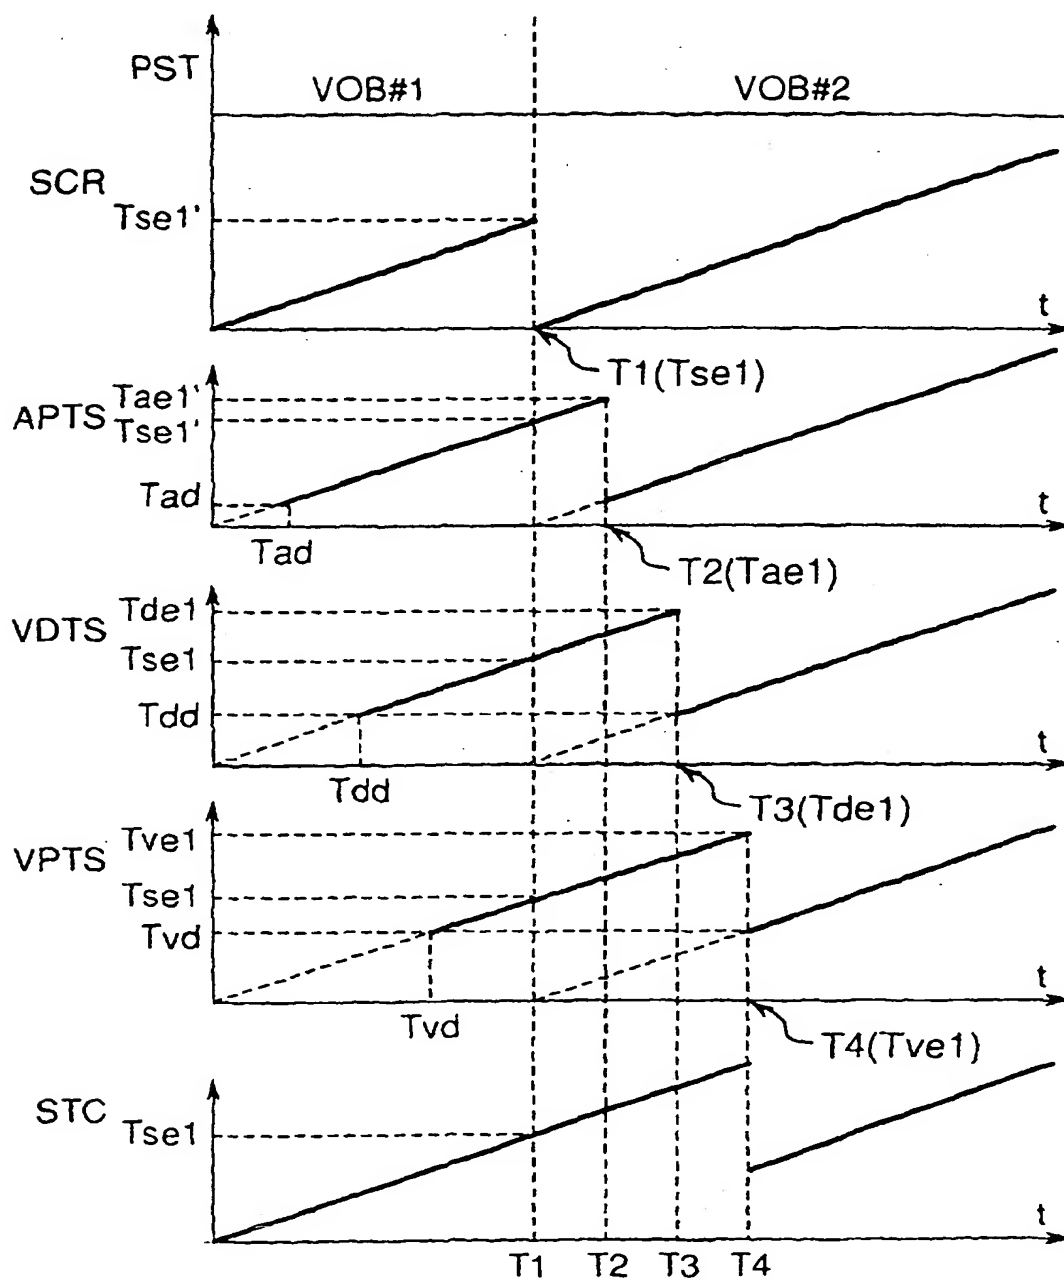 PST
VOB#1
VOB#2
SCR
Tse1'
t
T1(Tse1)
APTS
Tae1'
Tse1'
Tad
t
Tad
T2(Tae1)
VDTS
Tde1
Tse1
Tdd
t
Tdd
T3(Tde1)
VPTS
Tve1
Tse1
Tvd
t
Tvd
T4(Tve1)
STC
Tse1
t
T1 T2 T3 T4